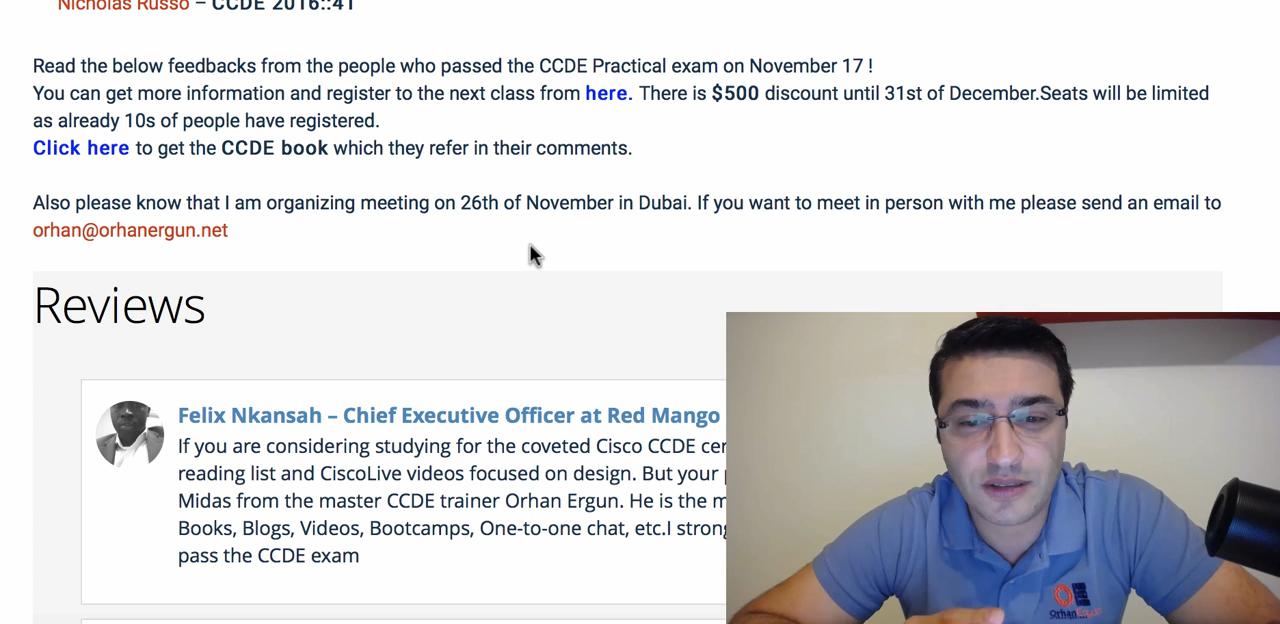 Nicholas Russo – CCDE 2016::41
Read the below feedbacks from the people who passed the CCDE Practical exam on November 17 !
You can get more information and register to the next class from here. There is $500 discount until 31st of December.Seats will be limited
as already 10s of people have registered.
Click here to get the CCDE book which they refer in their comments.
Also please know that I am organizing meeting on 26th of November in Dubai. If you want to meet in person with me please send an email to
orhan@orhanergun.net
Reviews
Felix Nkansah – Chief Executive Officer at Red Mango
If you are considering studying for the coveted Cisco CCDE cer
reading list and CiscoLive videos focused on design. But your
Midas from the master CCDE trainer Orhan Ergun. He is the m
Books, Blogs, Videos, Bootcamps, One-to-one chat, etc.I strong
pass the CCDE exam
OrhanErgun